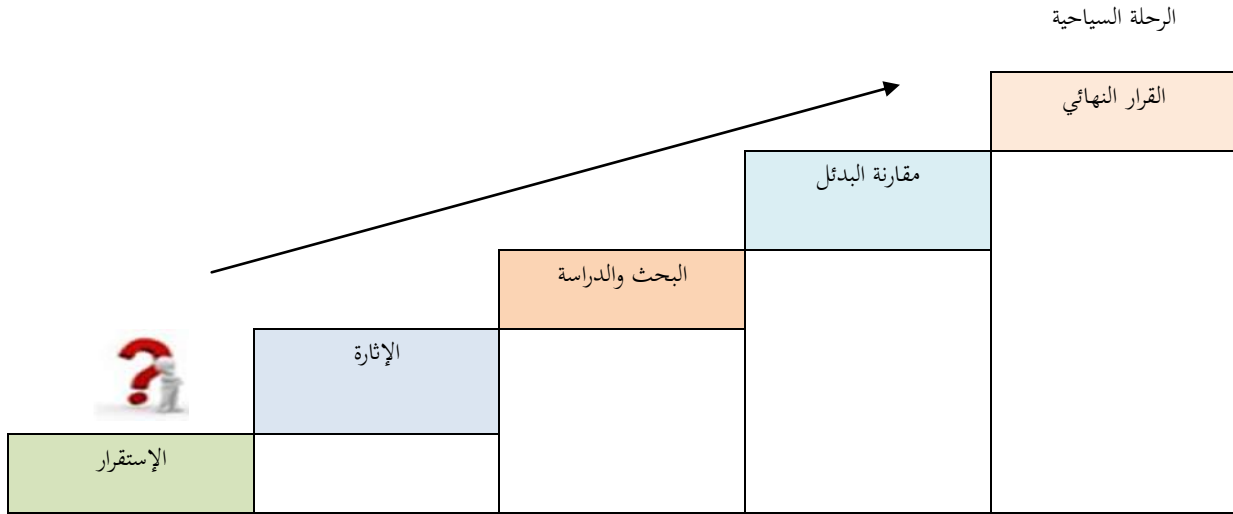 الرحلة السياحية
القرار النهائي
مقارنة البدئل
البحث والدراسة
الإثارة
الإستقرار